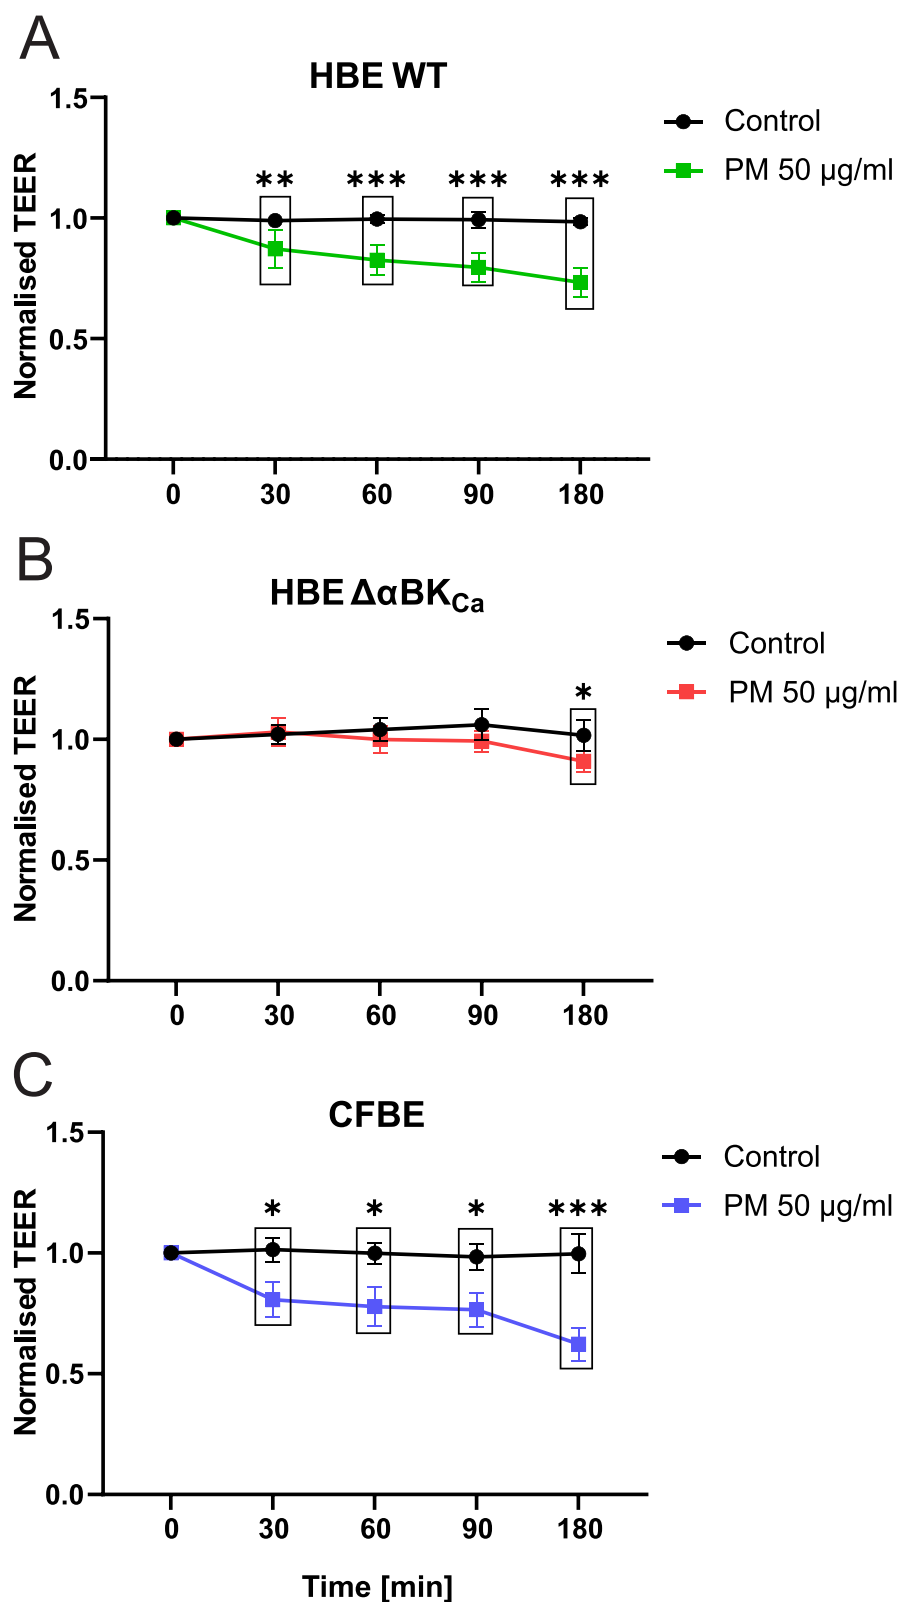 A
HBE WT
1.5
1.0
0.5
0.0
Normalised TEER
** *** *** ***
0 30 60 90 180
Control
PM 50 µg/ml
B
HBE ΔαBKCa
1.5
1.0
0.5
0.0
Normalised TEER
*
0 30 60 90 180
Control
PM 50 µg/ml
C
CFBE
1.5
1.0
0.5
0.0
Normalised TEER
* * * ***
0 30 60 90 180
Control
PM 50 µg/ml
Time [min]